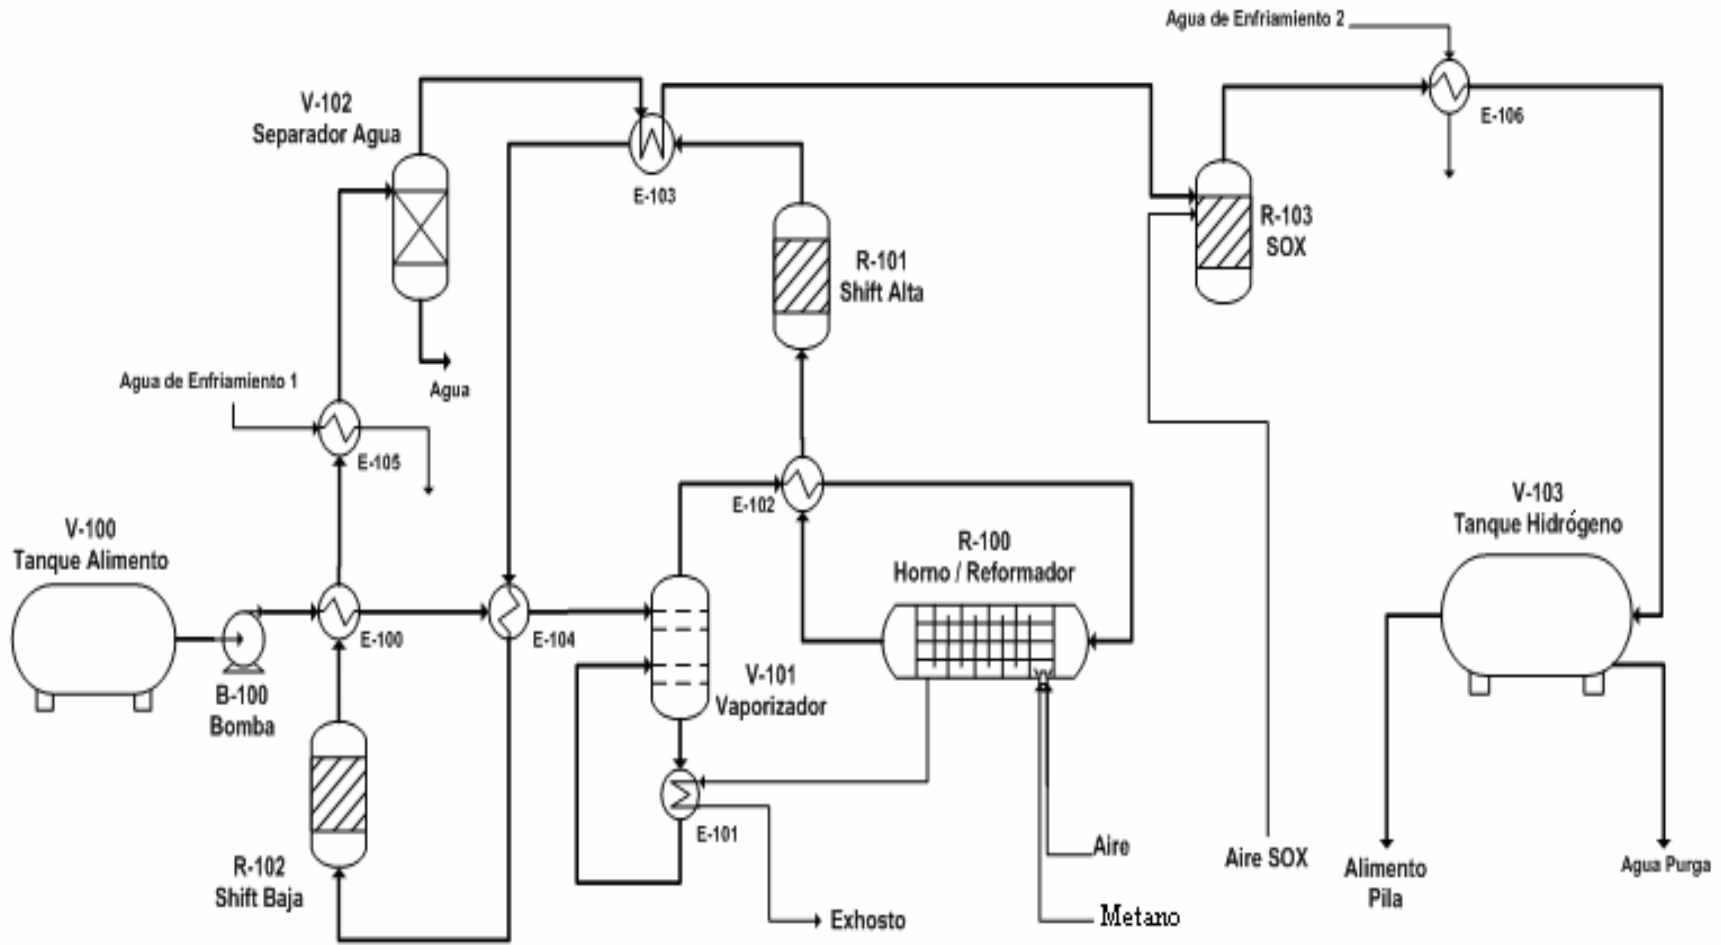 Agua de Enfriamiento 2
E-106
V-102
Separador Agua
E-103
R-103
SOX
R-101
Shift Alta
Agua
Agua de Enfriamiento 1
E-105
E-102
V-103
Tanque Hidrógeno
V-100
Tanque Alimento
R-100
Horno / Reformador
E-100
E-104
V-101
Vaporizador
B-100
Bomba
E-101
R-102
Shift Baja
Aire
Aire SOX
Alimento
Pila
Agua Purga
Exhosto
Metano